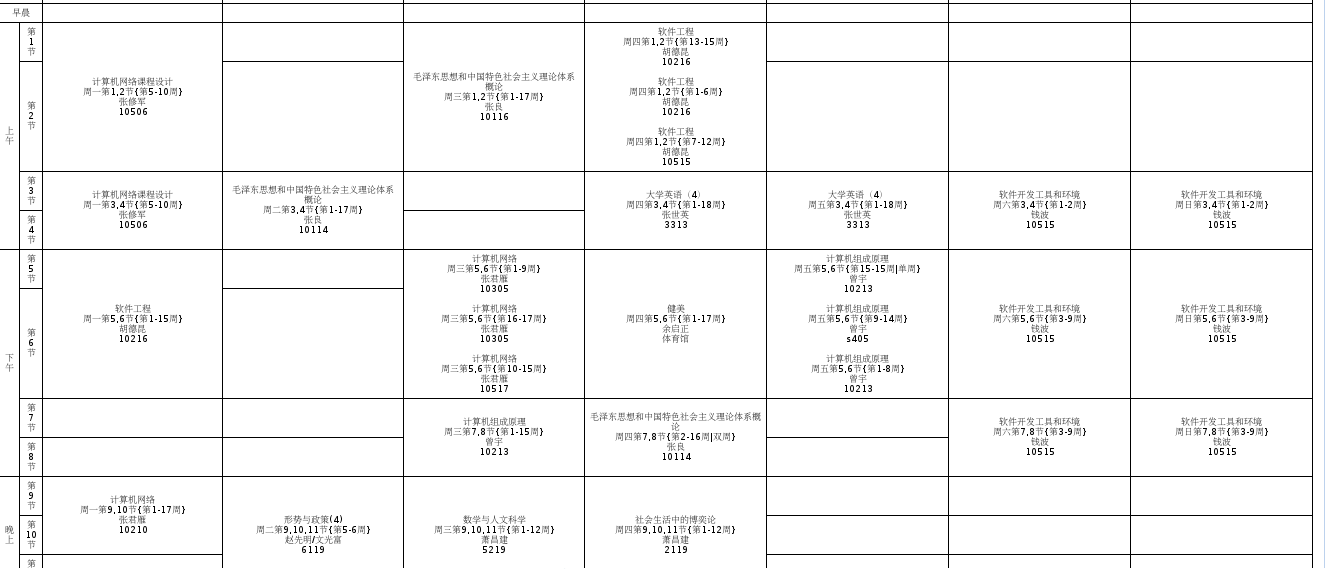 早晨
上午
第1节
计算机网络课程设计
周一第1,2节{第5-10周}
张修军
10506
毛泽东思想和中国特色社会主义理论体系
概论
周三第1,2节{第1-17周}
张良
10116
软件工程
周四第1,2节{第13-15周}
胡德昆
10216
软件工程
周四第1,2节{第1-6周}
胡德昆
10216
软件工程
周四第1,2节{第7-12周}
胡德昆
10515
第2节
第3节
计算机网络课程设计
周一第3,4节{第5-10周}
张修军
10506
毛泽东思想和中国特色社会主义理论体系
概论
周二第3,4节{第1-17周}
张良
10114
大学英语（4）
周四第3,4节{第1-18周}
张世英
3313
大学英语（4）
周五第3,4节{第1-18周}
张世英
3313
软件开发工具和环境
周六第3,4节{第1-2周}
钱波
10515
软件开发工具和环境
周日第3,4节{第1-2周}
钱波
10515
第4节
下午
第5节
软件工程
周一第5,6节{第1-15周}
胡德昆
10216
计算机网络
周三第5,6节{第1-9周}
张君雁
10305
计算机网络
周三第5,6节{第16-17周}
张君雁
10305
计算机网络
周三第5,6节{第10-15周}
张君雁
10517
健美
周四第5,6节{第1-17周}
余启正
体育馆
计算机组成原理
周五第5,6节{第15-15周|单周}
曾宇
10213
计算机组成原理
周五第5,6节{第9-14周}
曾宇
s405
计算机组成原理
周五第5,6节{第1-8周}
曾宇
10213
软件开发工具和环境
周六第5,6节{第3-9周}
钱波
10515
软件开发工具和环境
周日第5,6节{第3-9周}
钱波
10515
第6节
第7节
计算机组成原理
周三第7,8节{第1-15周}
曾宇
10213
毛泽东思想和中国特色社会主义理论体系概
论
周四第7,8节{第2-16周|双周}
张良
10114
软件开发工具和环境
周六第7,8节{第3-9周}
钱波
10515
软件开发工具和环境
周日第7,8节{第3-9周}
钱波
10515
第8节
晚上
第9节
计算机网络
周一第9,10节{第1-17周}
张君雁
10210
形势与政策(4)
周二第9,10,11节{第5-6周}
赵先明/文光富
6119
数学与人文科学
周三第9,10,11节{第1-12周}
萧昌建
5219
社会生活中的博奕论
周四第9,10,11节{第1-12周}
萧昌建
2119
第10节
第